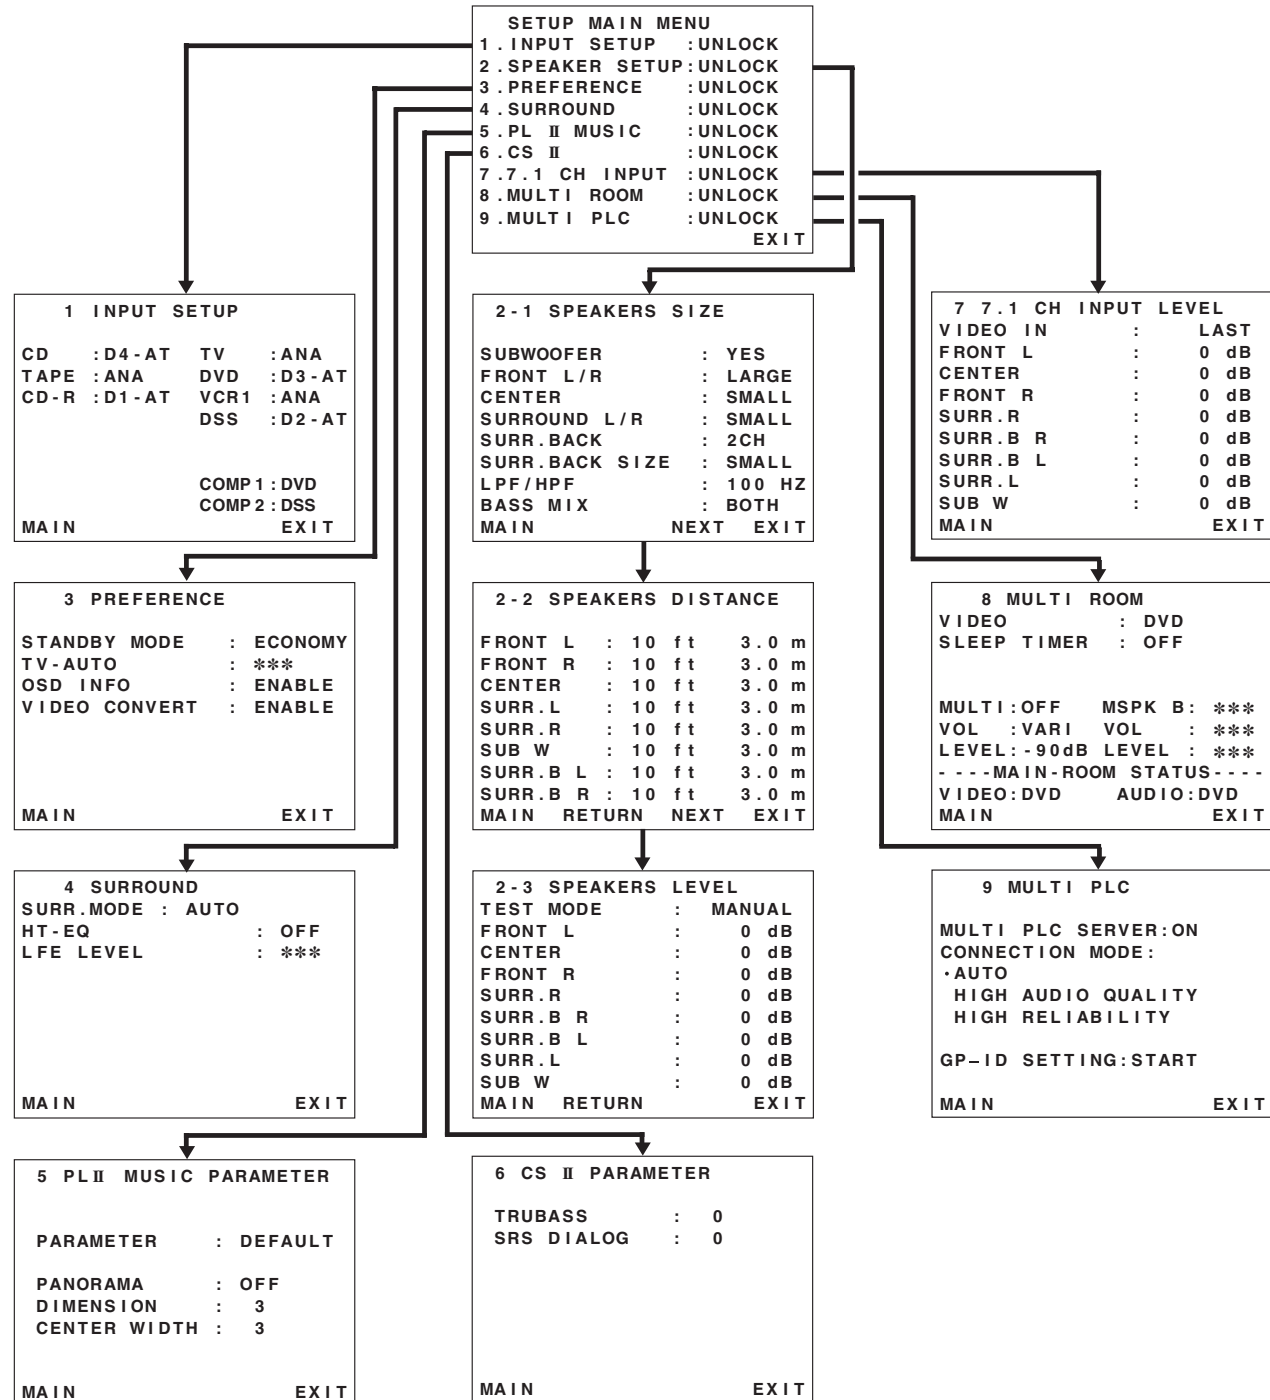 SETUP MAIN MENU
1.INPUT SETUP :UNLOCK
2.SPEAKER SETUP:UNLOCK
3.PREFERENCE :UNLOCK
4.SURROUND :UNLOCK
5.PL Ⅱ MUSIC :UNLOCK
6.CS Ⅱ :UNLOCK
7.7.1 CH INPUT :UNLOCK
8.MULTI ROOM :UNLOCK
9.MULTI PLC :UNLOCK
EXIT
1 INPUT SETUP
CD :D4-AT TV :ANA
TAPE :ANA DVD :D3-AT
CD-R :D1-AT VCR1 :ANA
DSS :D2-AT
COMP1:DVD
COMP2:DSS
MAIN EXIT
2-1 SPEAKERS SIZE
SUBWOOFER : YES
FRONT L/R : LARGE
CENTER : SMALL
SURROUND L/R : SMALL
SURR.BACK : 2CH
SURR.BACK SIZE : SMALL
LPF/HPF : 100 HZ
BASS MIX : BOTH
MAIN NEXT EXIT
7 7.1 CH INPUT LEVEL
VIDEO IN : LAST
FRONT L : 0 dB
CENTER : 0 dB
FRONT R : 0 dB
SURR.R : 0 dB
SURR.B R : 0 dB
SURR.B L : 0 dB
SURR.L : 0 dB
SUB W : 0 dB
MAIN EXIT
3 PREFERENCE
STANDBY MODE : ECONOMY
TV-AUTO : ***
OSD INFO : ENABLE
VIDEO CONVERT : ENABLE
MAIN EXIT
2-2 SPEAKERS DISTANCE
FRONT L : 10 ft 3.0 m
FRONT R : 10 ft 3.0 m
CENTER : 10 ft 3.0 m
SURR.L : 10 ft 3.0 m
SURR.R : 10 ft 3.0 m
SUB W : 10 ft 3.0 m
SURR.B L : 10 ft 3.0 m
SURR.B R : 10 ft 3.0 m
MAIN RETURN NEXT EXIT
8 MULTI ROOM
VIDEO : DVD
SLEEP TIMER : OFF
MULTI:OFF MSPK B: ***
VOL :VARI VOL : ***
LEVEL:-90dB LEVEL : ***
----MAIN-ROOM STATUS----
VIDEO:DVD AUDIO:DVD
MAIN EXIT
4 SURROUND
SURR.MODE : AUTO
HT-EQ : OFF
LFE LEVEL : ***
MAIN EXIT
2-3 SPEAKERS LEVEL
TEST MODE : MANUAL
FRONT L : 0 dB
CENTER : 0 dB
FRONT R : 0 dB
SURR.R : 0 dB
SURR.B R : 0 dB
SURR.B L : 0 dB
SURR.L : 0 dB
SUB W : 0 dB
MAIN RETURN EXIT
9 MULTI PLC
MULTI PLC SERVER:ON
CONNECTION MODE:
・AUTO
HIGH AUDIO QUALITY
HIGH RELIABILITY
GP–ID SETTING:START
MAIN EXIT
5 PLⅡ MUSIC PARAMETER
PARAMETER : DEFAULT
PANORAMA : OFF
DIMENSION : 3
CENTER WIDTH : 3
MAIN EXIT
6 CS Ⅱ PARAMETER
TRUBASS : 0
SRS DIALOG : 0
MAIN EXIT